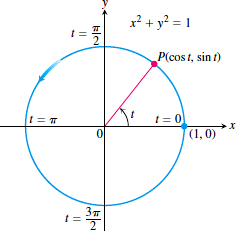 y
x² + y² = 1
t = π/2
P(cos t, sin t)
t
t = π
t = 0
x
0
(1, 0)
t = 3π/2